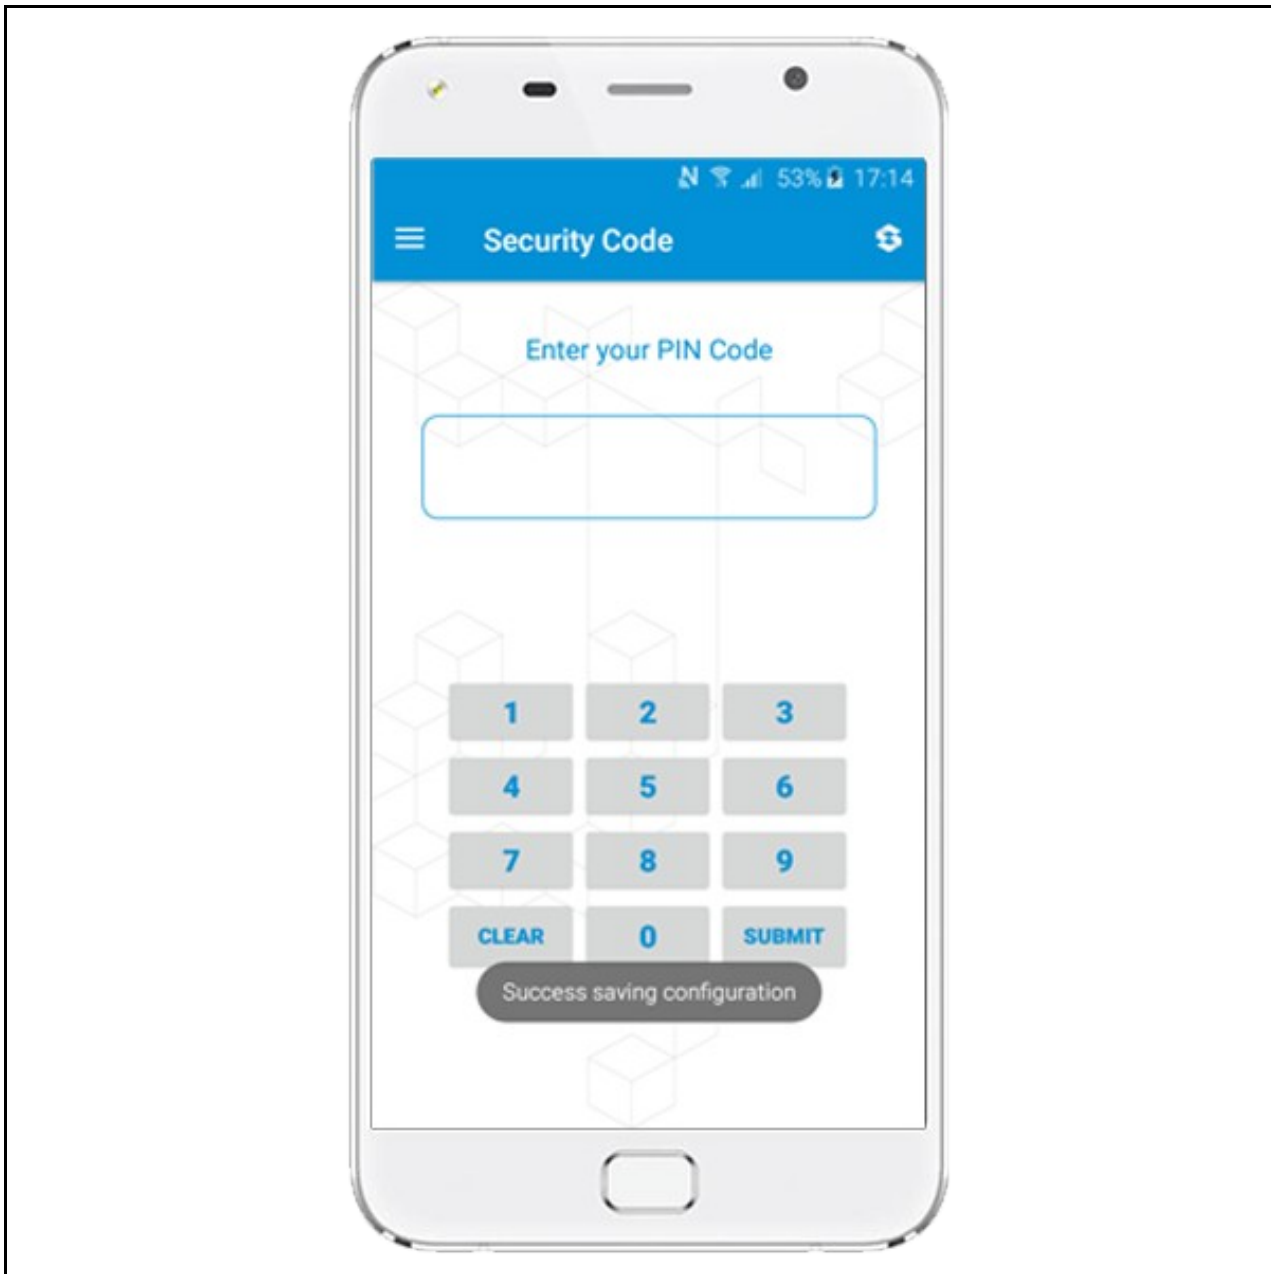 53% 17:14
Security Code
Enter your PIN Code
1 2 3
4 5 6
7 8 9
CLEAR 0 SUBMIT
Success saving configuration